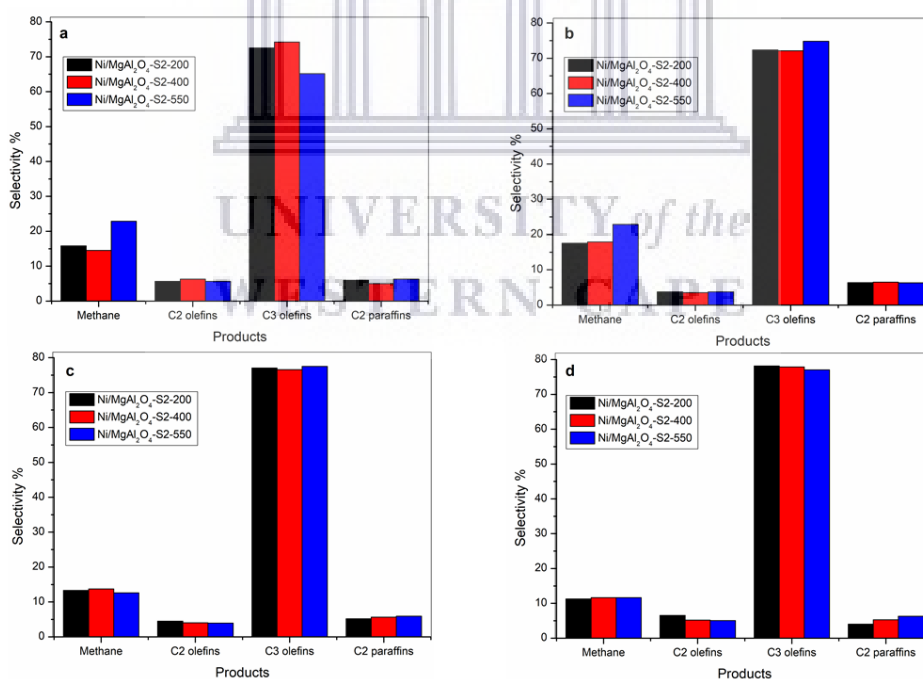 a
Ni/MgAl₂O₄-S2-200
Ni/MgAl₂O₄-S2-400
Ni/MgAl₂O₄-S2-550
80
70
60
50
40
30
20
10
0
Selectivity %
Methane C2 olefins C3 olefins C2 paraffins
Products
b
Ni/MgAl₂O₄-S2-200
Ni/MgAl₂O₄-S2-400
Ni/MgAl₂O₄-S2-550
80
70
60
50
40
30
20
10
0
Selectivity %
Methane C2 olefins C3 olefins C2 paraffins
Products
UNIVERSITY of the
WESTERN CAPE
c
Ni/MgAl₂O₄-S2-200
Ni/MgAl₂O₄-S2-400
Ni/MgAl₂O₄-S2-550
80
70
60
50
40
30
20
10
0
Selectivity %
Methane C2 olefins C3 olefins C2 paraffins
Products
d
Ni/MgAl₂O₄-S2-200
Ni/MgAl₂O₄-S2-400
Ni/MgAl₂O₄-S2-550
80
70
60
50
40
30
20
10
0
Selectivity %
Methane C2 olefins C3 olefins C2 paraffins
Products